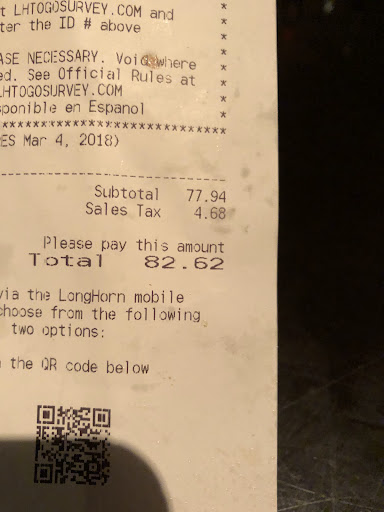 t LHTOGOSURVEY.COM and *
ter the ID # above *
*
ASE NECESSARY. Void where *
ed. See Official Rules at *
LHTOGOSURVEY.COM *
sponible en Espanol *
*****************************
ES Mar 4, 2018)
--------------------------------
Subtotal 77.94
Sales Tax 4.68
Please pay this amount
Total 82.62
via the LongHorn mobile
choose from the following
two options:
the QR code below